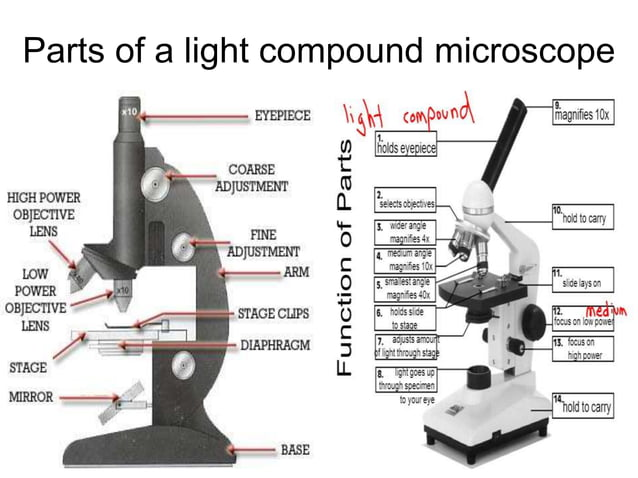 Parts of a light compound microscope
x10
EYEPIECE
COARSE
ADJUSTMENT
HIGH POWER
OBJECTIVE
LENS
FINE
ADJUSTMENT
ARM
LOW
POWER
OBJECTIVE
LENS
x10
STAGE CLIPS
DIAPHRAGM
STAGE
MIRROR
BASE
light compound
Function of Parts
1.
holds eyepiece
2.
selects objectives
3. wider angle
magnifies 4x
4. medium angle
magnifies 10x
5. smallest angle
magnifies 40x
6. holds slide
to stage
7. adjusts amount
of light through stage
8. light goes up
through specimen
to your eye
9.
magnifies 10x
10.
hold to carry
11.
slide lays on
12. medium
focus on low power
13. focus on
high power
14.
hold to carry